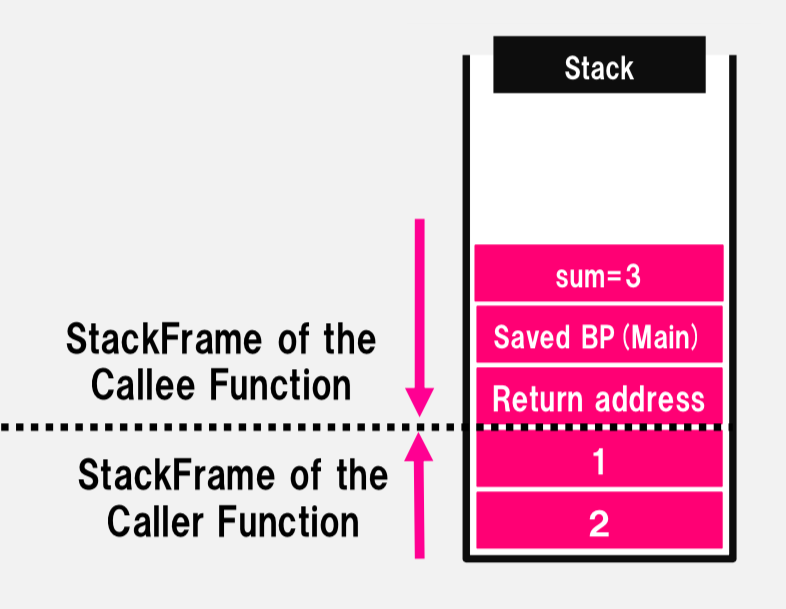 Stack
sum=3
Saved BP(Main)
StackFrame of the
Callee Function
Return address
StackFrame of the
Caller Function
1
2